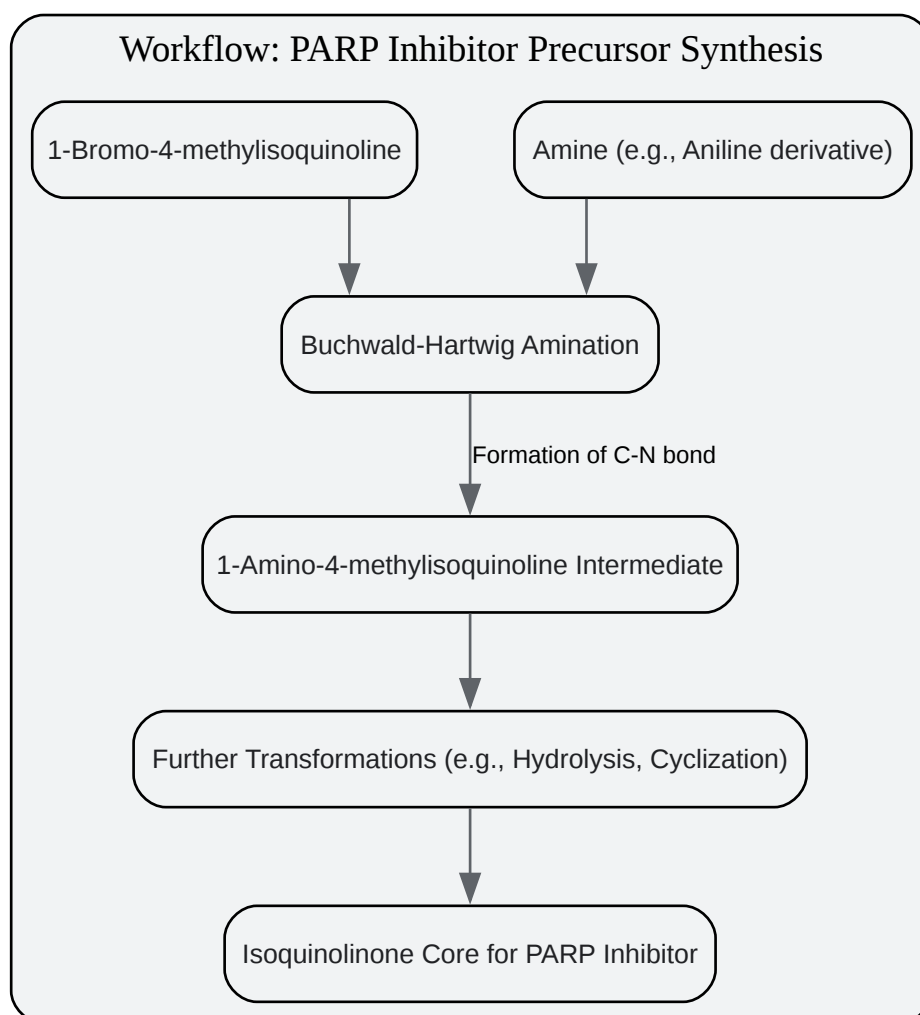 Workflow: PARP Inhibitor Precursor Synthesis
1-Bromo-4-methylisoquinoline
Amine (e.g., Aniline derivative)
Buchwald-Hartwig Amination
Formation of C-N bond
1-Amino-4-methylisoquinoline Intermediate
Further Transformations (e.g., Hydrolysis, Cyclization)
Isoquinolinone Core for PARP Inhibitor